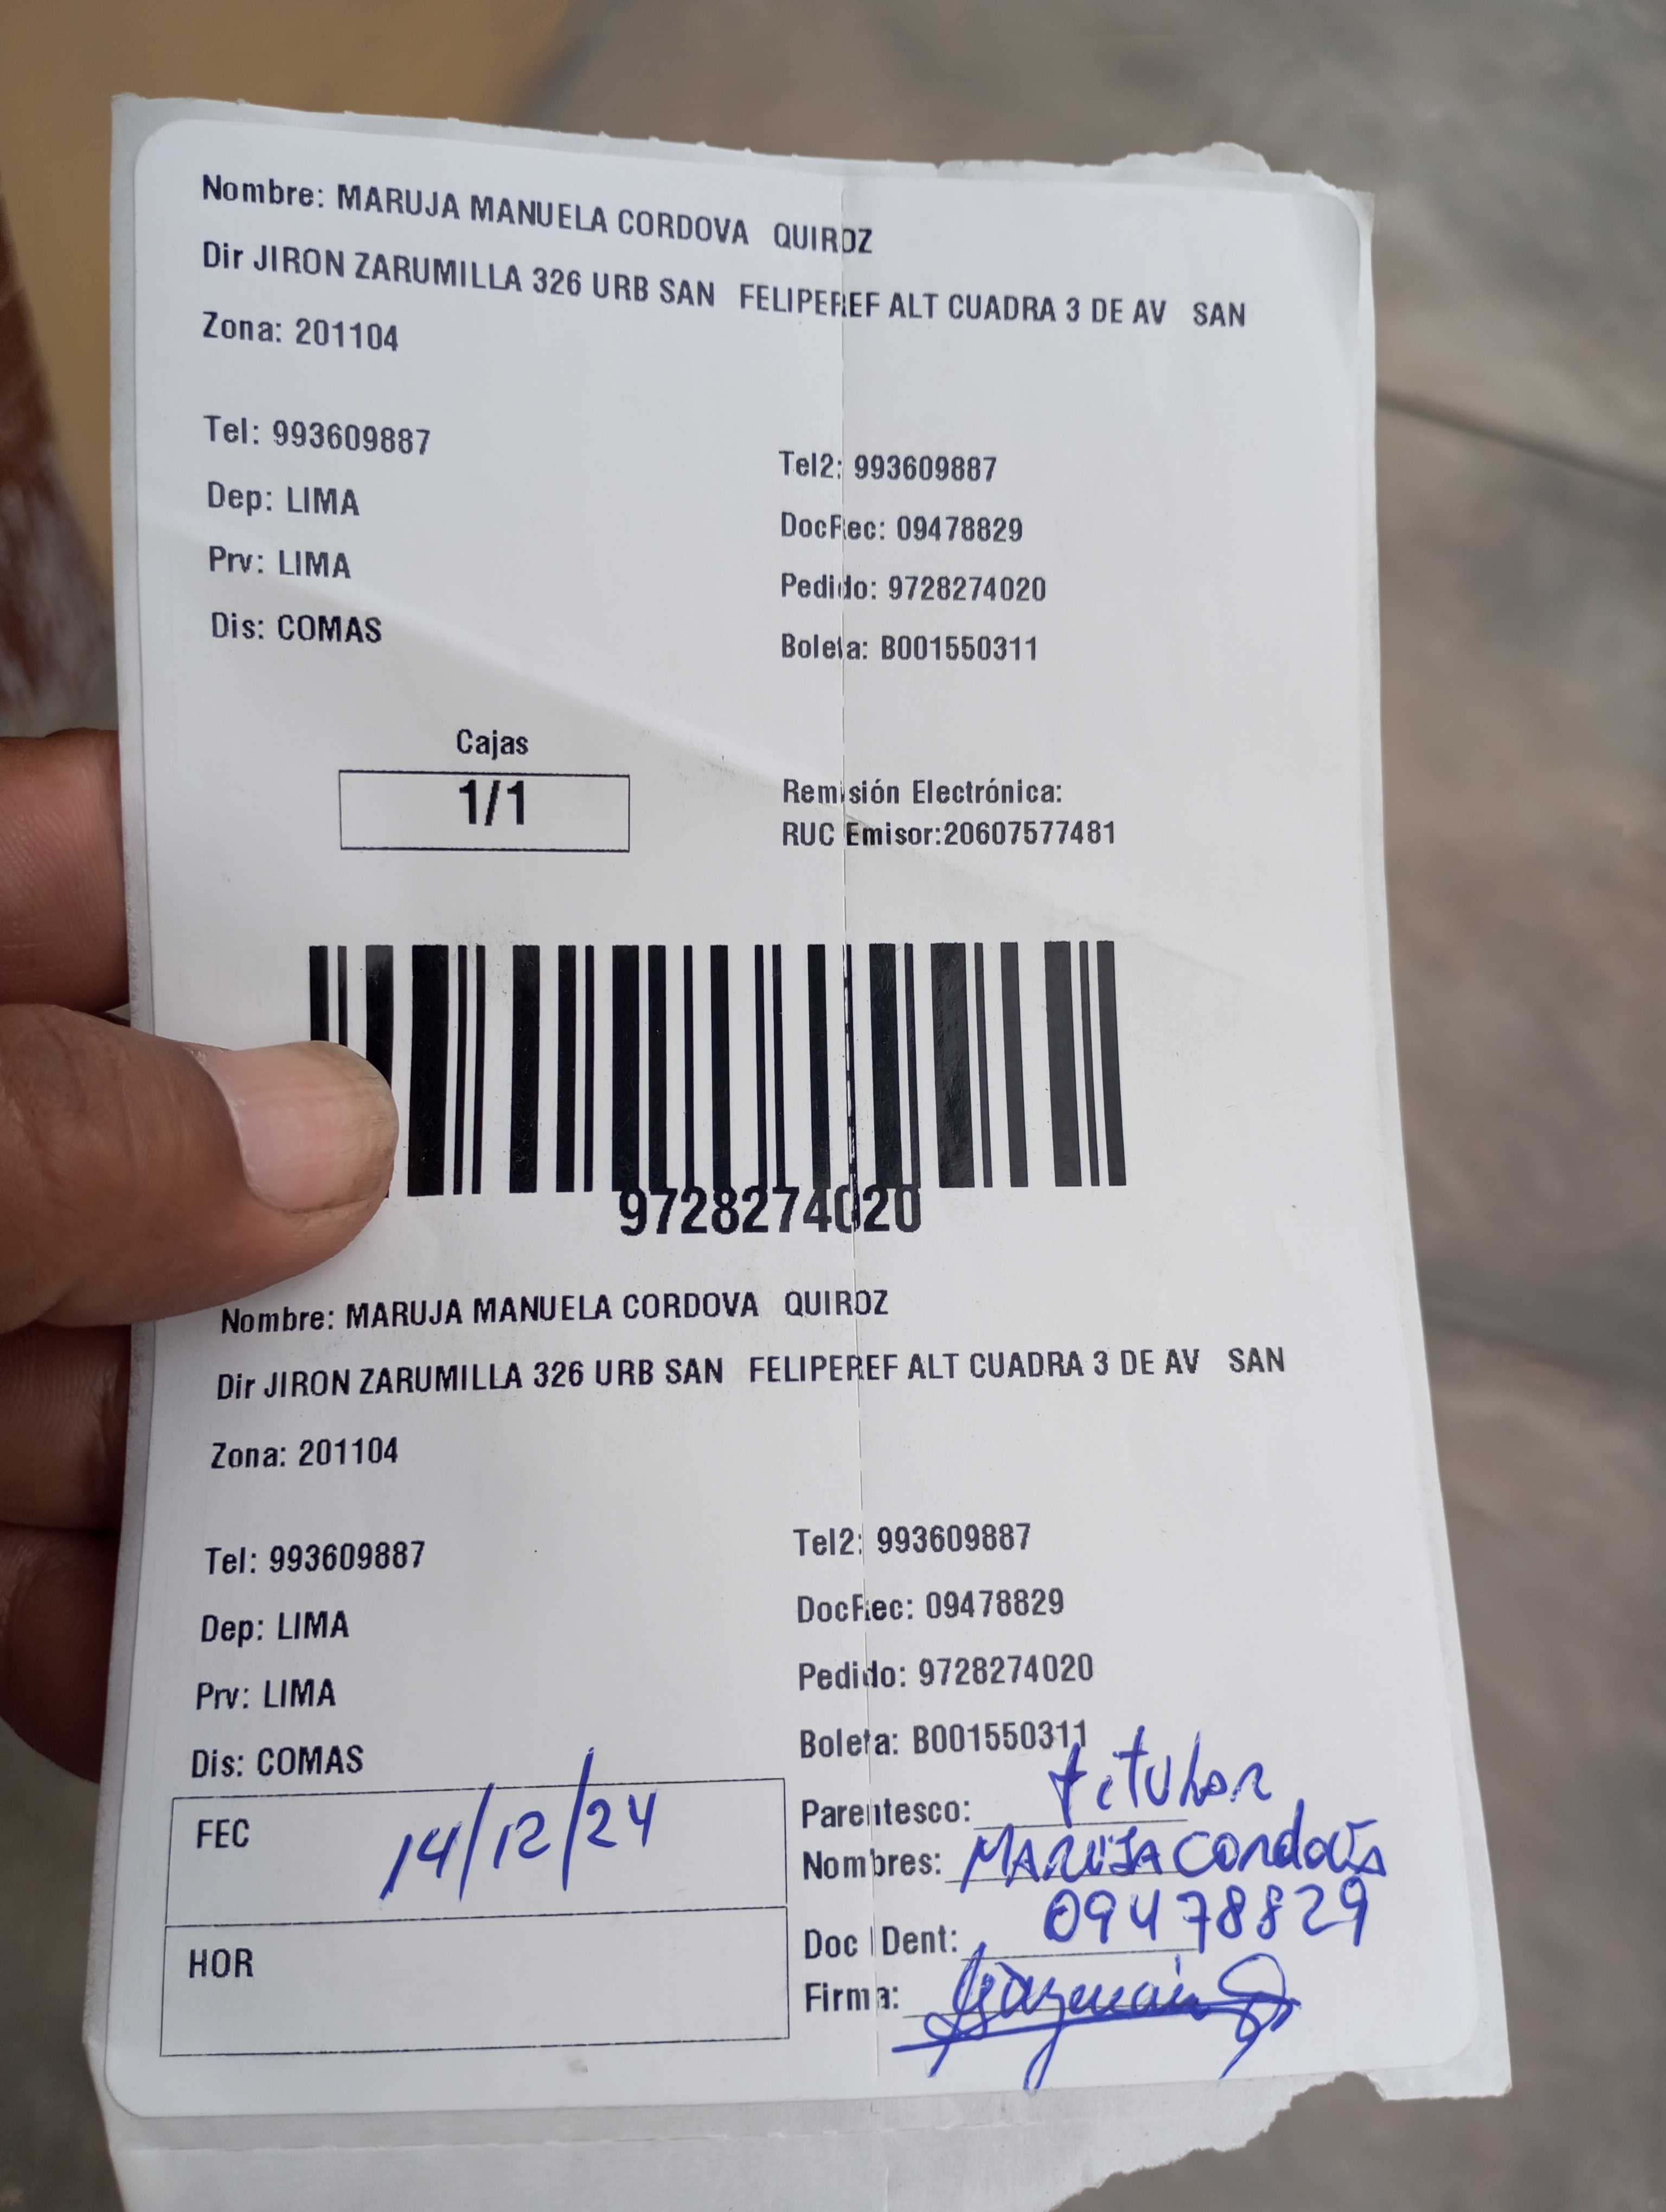 Nombre: MARUJA MANUELA CORDOVA QUIROZ
Dir JIRON ZARUMILLA 326 URB SAN FELIPEREF ALT CUADRA 3 DE AV SAN
Zona: 201104
Tel: 993609887
Tel2: 993609887
Dep: LIMA
DocRec: 09478829
Prv: LIMA
Pedido: 9728274020
Dis: COMAS
Boleta: B001550311
Cajas
1/1
Remisión Electrónica:
RUC Emisor:20607577481
9728274020
Nombre: MARUJA MANUELA CORDOVA QUIROZ
Dir JIRON ZARUMILLA 326 URB SAN FELIPEREF ALT CUADRA 3 DE AV SAN
Zona: 201104
Tel: 993609887
Tel2: 993609887
Dep: LIMA
DocRec: 09478829
Prv: LIMA
Pedido: 9728274020
Dis: COMAS
Boleta: B001550311
FEC 14/12/24
Parentesco: titular
Nombres: MARUJA Cordova
HOR
Doc Dent: 09478829
Firma: